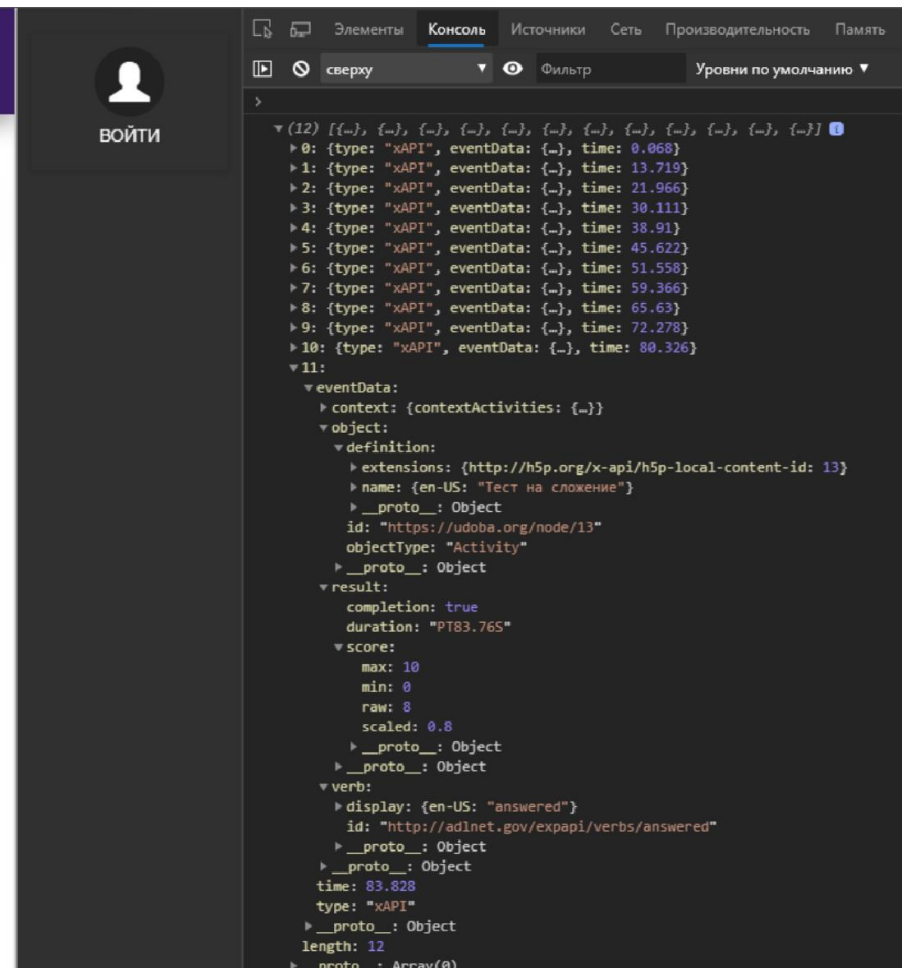 ВОЙТИ
Элементы Консоль Источники Сеть Производительность Память
сверху ▼ Фильтр Уровни по умолчанию ▼
>
▼(12) [{…}, {…}, {…}, {…}, {…}, {…}, {…}, {…}, {…}, {…}, {…}, {…}] i
▶0: {type: "xAPI", eventData: {…}, time: 0.068}
▶1: {type: "xAPI", eventData: {…}, time: 13.719}
▶2: {type: "xAPI", eventData: {…}, time: 21.966}
▶3: {type: "xAPI", eventData: {…}, time: 30.111}
▶4: {type: "xAPI", eventData: {…}, time: 38.91}
▶5: {type: "xAPI", eventData: {…}, time: 45.622}
▶6: {type: "xAPI", eventData: {…}, time: 51.558}
▶7: {type: "xAPI", eventData: {…}, time: 59.366}
▶8: {type: "xAPI", eventData: {…}, time: 65.63}
▶9: {type: "xAPI", eventData: {…}, time: 72.278}
▶10: {type: "xAPI", eventData: {…}, time: 80.326}
▼11:
▼eventData:
▶context: {contextActivities: {…}}
▼object:
▼definition:
▶extensions: {http://h5p.org/x-api/h5p-local-content-id: 13}
▶name: {en-US: "Тест на сложение"}
▶__proto__: Object
id: "https://udoba.org/node/13"
objectType: "Activity"
▶__proto__: Object
▼result:
completion: true
duration: "PT83.76S"
▼score:
max: 10
min: 0
raw: 8
scaled: 0.8
▶__proto__: Object
▶__proto__: Object
▼verb:
▶display: {en-US: "answered"}
id: "http://adlnet.gov/expapi/verbs/answered"
▶__proto__: Object
▶__proto__: Object
time: 83.828
type: "xAPI"
▶__proto__: Object
length: 12
▶__proto__: Array(0)